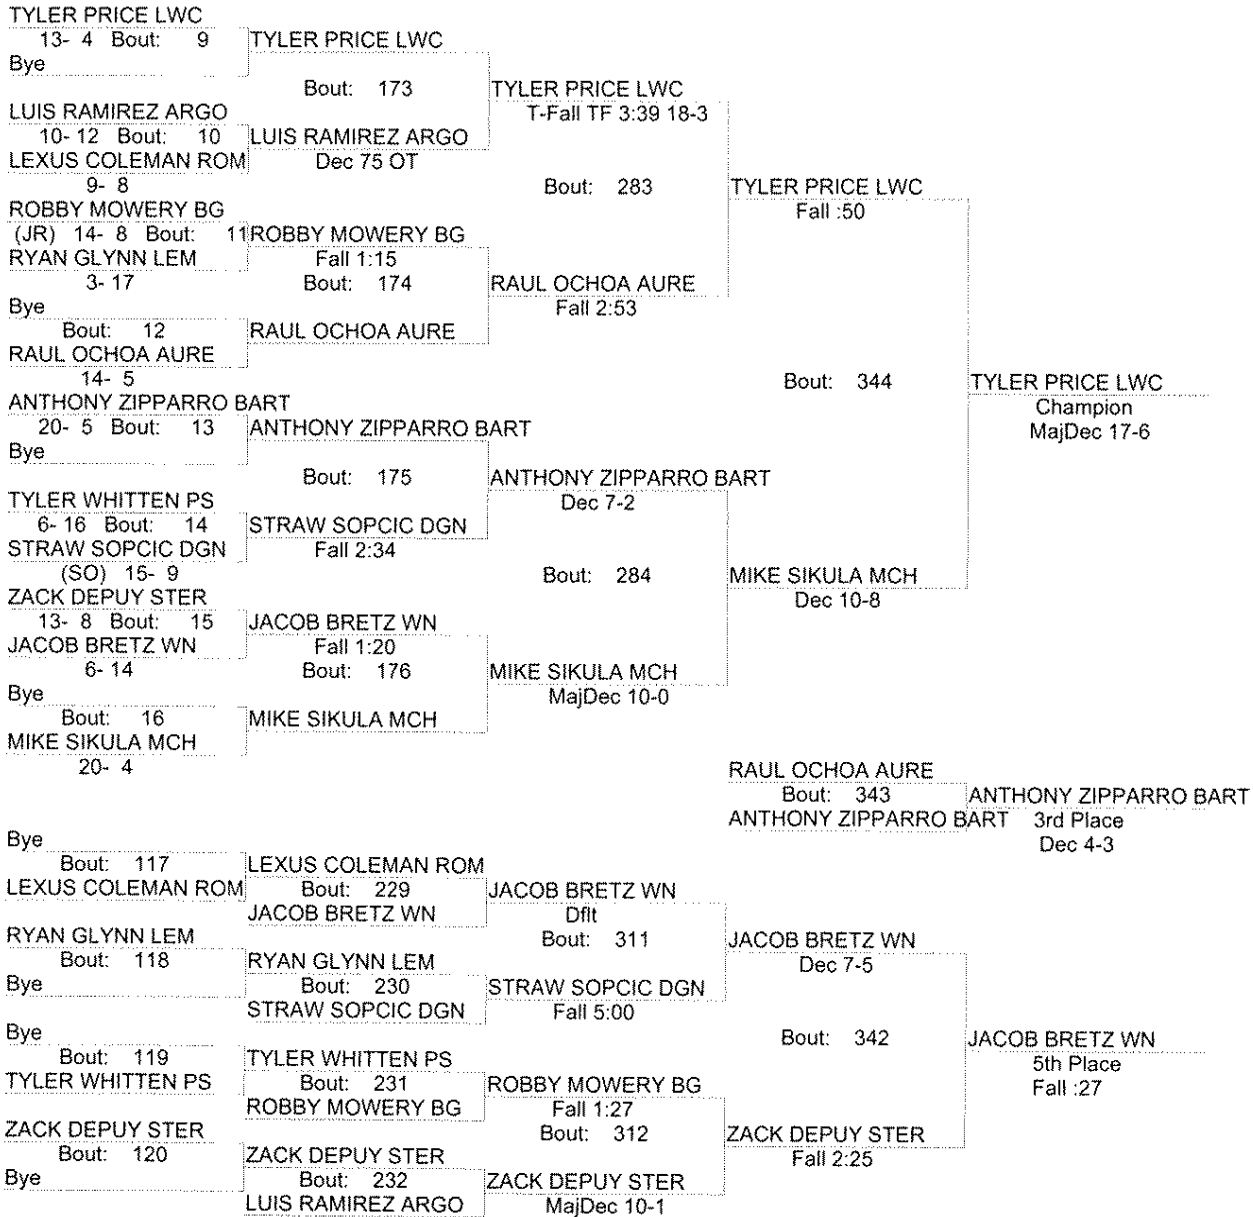 TYLER PRICE LWC
13- 4 Bout: 9
TYLER PRICE LWC
Bye
Bout: 173
TYLER PRICE LWC
T-Fall TF 3:39 18-3
LUIS RAMIREZ ARGO
10- 12 Bout: 10
LUIS RAMIREZ ARGO
LEXUS COLEMAN ROM
Dec 75 OT
9- 8
Bout: 283
TYLER PRICE LWC
Fall :50
ROBBY MOWERY BG
(JR) 14- 8 Bout: 11
ROBBY MOWERY BG
RYAN GLYNN LEM
Fall 1:15
3- 17
Bout: 174
RAUL OCHOA AURE
Fall 2:53
Bye
Bout: 12
RAUL OCHOA AURE
RAUL OCHOA AURE
14- 5
Bout: 344
TYLER PRICE LWC
Champion
MajDec 17-6
ANTHONY ZIPPARRO BART
20- 5 Bout: 13
ANTHONY ZIPPARRO BART
Bye
Bout: 175
ANTHONY ZIPPARRO BART
Dec 7-2
TYLER WHITTEN PS
6- 16 Bout: 14
STRAW SOPCIC DGN
STRAW SOPCIC DGN
Fall 2:34
(SO) 15- 9
Bout: 284
MIKE SIKULA MCH
Dec 10-8
ZACK DEPUY STER
13- 8 Bout: 15
JACOB BRETZ WN
JACOB BRETZ WN
Fall 1:20
6- 14
Bout: 176
MIKE SIKULA MCH
MajDec 10-0
Bye
Bout: 16
MIKE SIKULA MCH
MIKE SIKULA MCH
20- 4
RAUL OCHOA AURE
Bout: 343
ANTHONY ZIPPARRO BART
ANTHONY ZIPPARRO BART
3rd Place
Dec 4-3
Bye
Bout: 117
LEXUS COLEMAN ROM
LEXUS COLEMAN ROM
Bout: 229
JACOB BRETZ WN
JACOB BRETZ WN
Dflt
Bout: 311
JACOB BRETZ WN
Dec 7-5
RYAN GLYNN LEM
Bout: 118
RYAN GLYNN LEM
Bye
Bout: 230
STRAW SOPCIC DGN
STRAW SOPCIC DGN
Fall 5:00
Bout: 342
JACOB BRETZ WN
5th Place
Fall :27
Bye
Bout: 119
TYLER WHITTEN PS
TYLER WHITTEN PS
Bout: 231
ROBBY MOWERY BG
ROBBY MOWERY BG
Fall 1:27
Bout: 312
ZACK DEPUY STER
Fall 2:25
ZACK DEPUY STER
Bout: 120
ZACK DEPUY STER
Bye
Bout: 232
ZACK DEPUY STER
LUIS RAMIREZ ARGO
MajDec 10-1